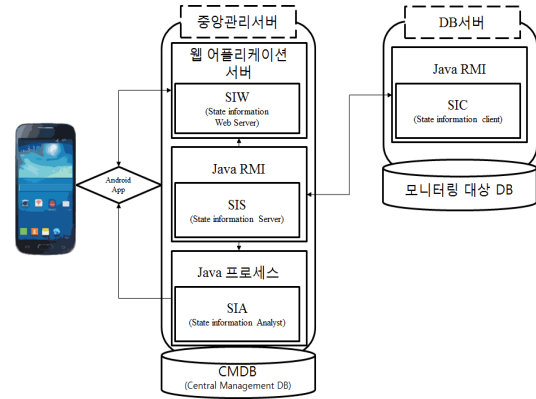 중앙관리서버
웹 어플리케이션
서버
SIW
(State information
Web Server)
Java RMI
SIS
(State information Server)
Java 프로세스
SIA
(State information Analyst)
CMDB
(Central Management DB)
Android
App
DB서버
Java RMI
SIC
(State information client)
모니터링 대상 DB